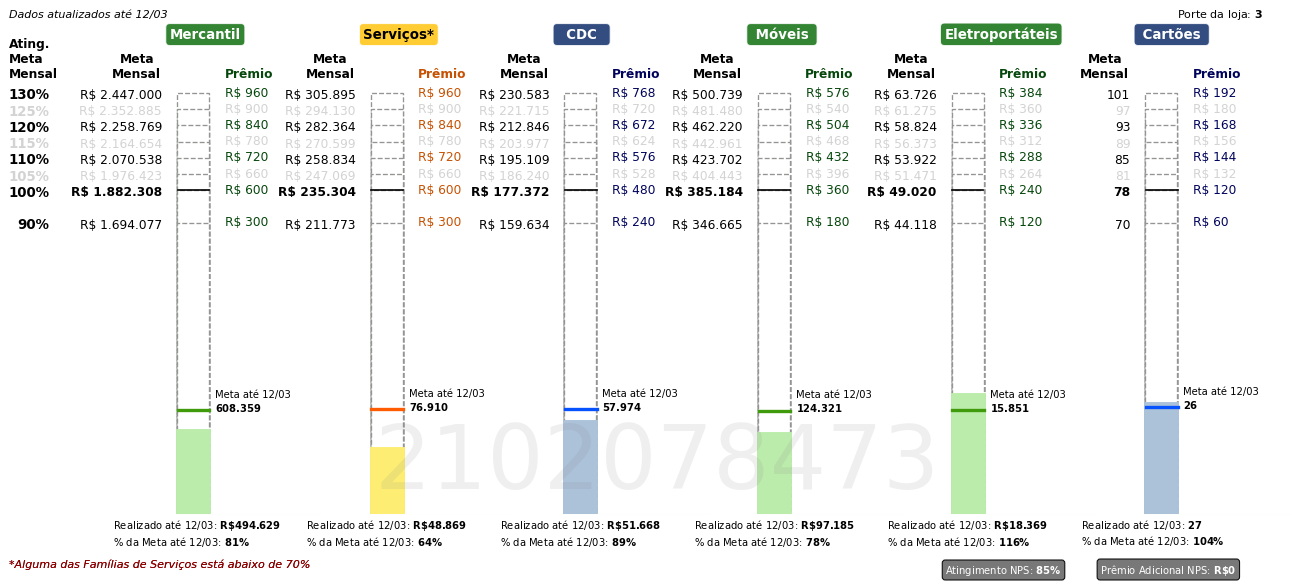 Dados atualizados até 12/03
Porte da loja: 3
Mercantil Serviços* CDC Móveis Eletroportáteis Cartões
Ating. Meta Mensal Meta Mensal Prêmio Meta Mensal Prêmio Meta Mensal Prêmio Meta Mensal Prêmio Meta Mensal Prêmio Meta Mensal Prêmio
130% R$ 2.447.000 R$ 960 R$ 305.895 R$ 960 R$ 230.583 R$ 768 R$ 500.739 R$ 576 R$ 63.726 R$ 384 101 R$ 192
125% R$ 2.352.885 R$ 900 R$ 294.130 R$ 900 R$ 221.715 R$ 720 R$ 481.480 R$ 540 R$ 61.275 R$ 360 97 R$ 180
120% R$ 2.258.769 R$ 840 R$ 282.364 R$ 840 R$ 212.846 R$ 672 R$ 462.220 R$ 504 R$ 58.824 R$ 336 93 R$ 168
115% R$ 2.164.654 R$ 780 R$ 270.599 R$ 780 R$ 203.977 R$ 624 R$ 442.961 R$ 468 R$ 56.373 R$ 312 89 R$ 156
110% R$ 2.070.538 R$ 720 R$ 258.834 R$ 720 R$ 195.109 R$ 576 R$ 423.702 R$ 432 R$ 53.922 R$ 288 85 R$ 144
105% R$ 1.976.423 R$ 660 R$ 247.069 R$ 660 R$ 186.240 R$ 528 R$ 404.443 R$ 396 R$ 51.471 R$ 264 81 R$ 132
100% R$ 1.882.308 R$ 600 R$ 235.304 R$ 600 R$ 177.372 R$ 480 R$ 385.184 R$ 360 R$ 49.020 R$ 240 78 R$ 120
90% R$ 1.694.077 R$ 300 R$ 211.773 R$ 300 R$ 159.634 R$ 240 R$ 346.665 R$ 180 R$ 44.118 R$ 120 70 R$ 60
Meta até 12/03 Meta até 12/03 Meta até 12/03 Meta até 12/03 Meta até 12/03 Meta até 12/03
608.359 76.910 57.974 124.321 15.851 26
2102078473
Realizado até 12/03: R$494.629 Realizado até 12/03: R$48.869 Realizado até 12/03: R$51.668 Realizado até 12/03: R$97.185 Realizado até 12/03: R$18.369 Realizado até 12/03: 27
% da Meta até 12/03: 81% % da Meta até 12/03: 64% % da Meta até 12/03: 89% % da Meta até 12/03: 78% % da Meta até 12/03: 116% % da Meta até 12/03: 104%
*Alguma das Famílias de Serviços está abaixo de 70%
Atingimento NPS: 85% Prêmio Adicional NPS: R$0